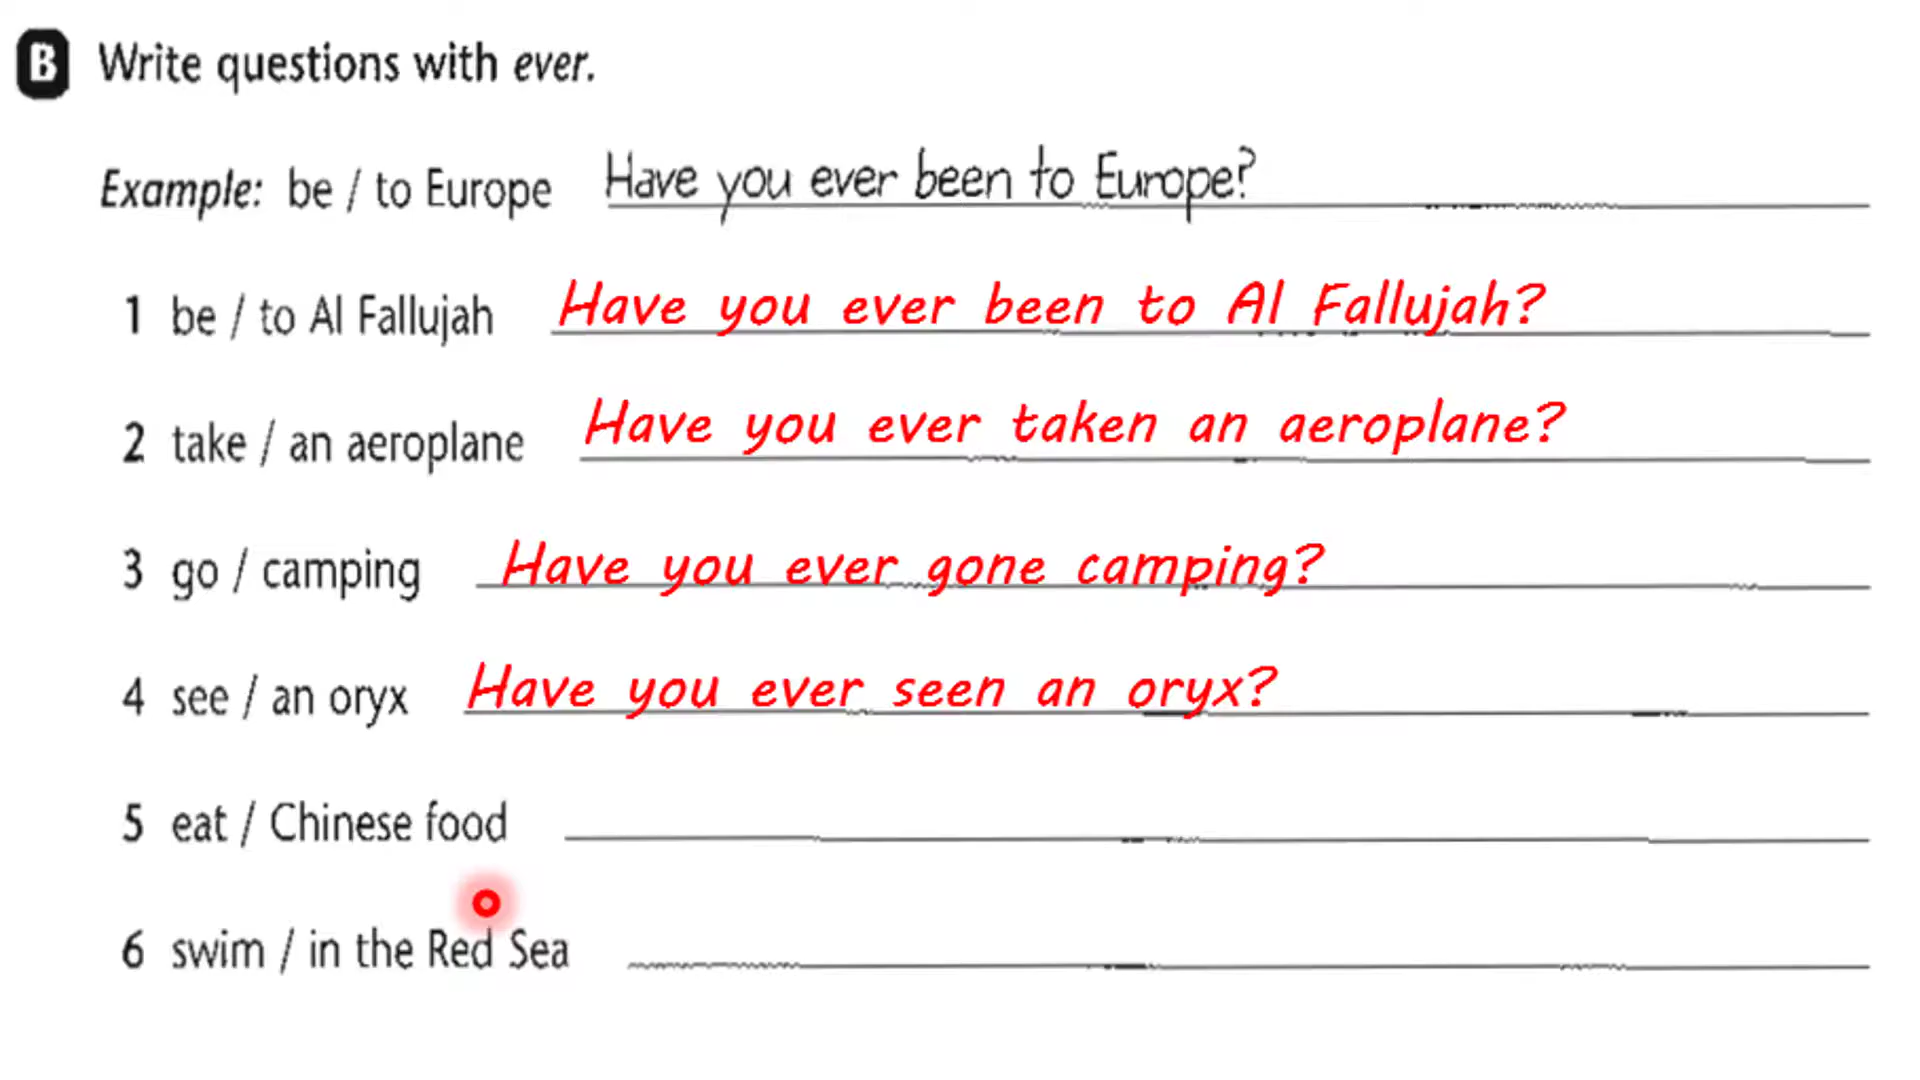 B Write questions with ever.
Example: be / to Europe Have you ever been to Europe?
1 be / to Al Fallujah Have you ever been to Al Fallujah?
2 take / an aeroplane Have you ever taken an aeroplane?
3 go / camping Have you ever gone camping?
4 see / an oryx Have you ever seen an oryx?
5 eat / Chinese food
6 swim / in the Red Sea